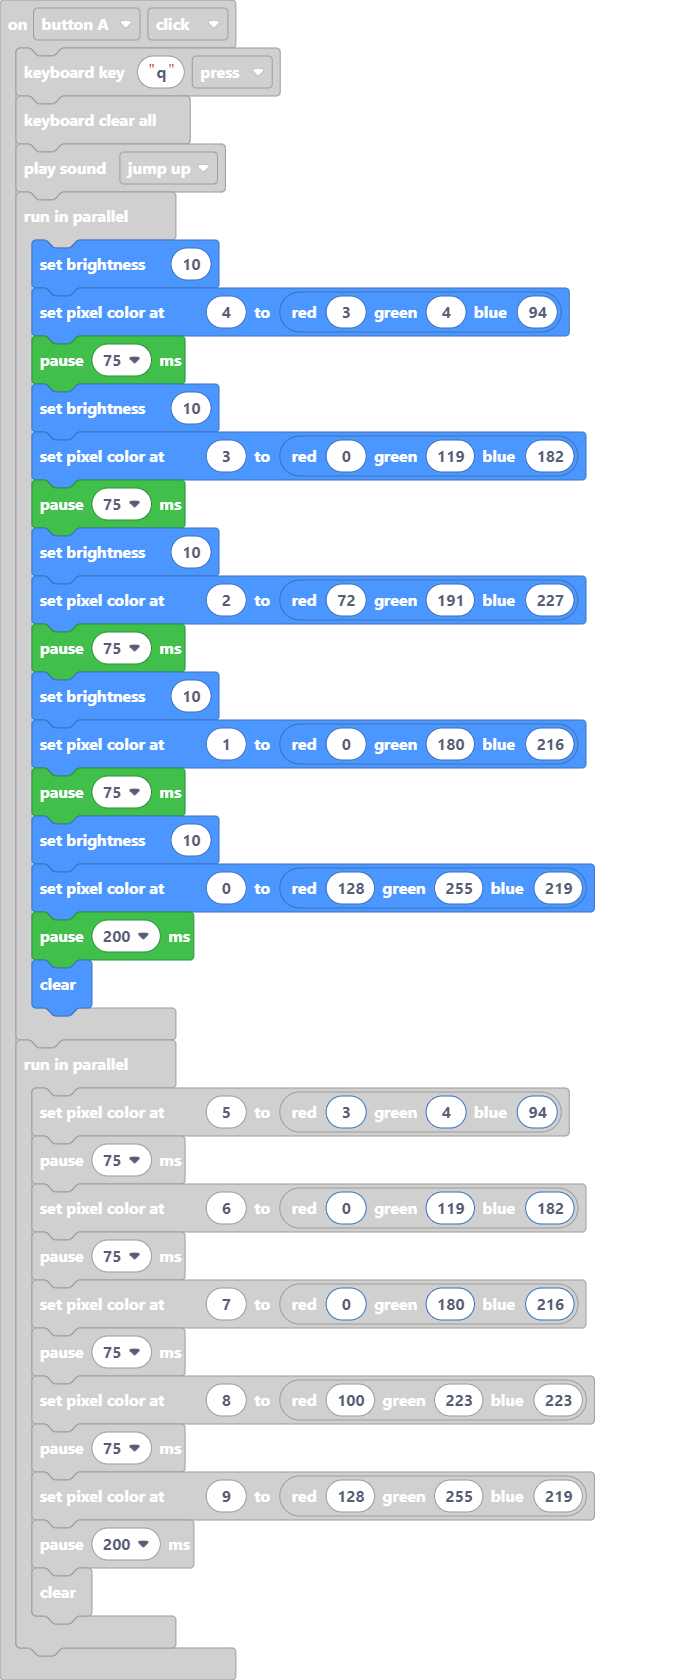 on button A click
keyboard key "q" press
keyboard clear all
play sound jump up
run in parallel
set brightness 10
set pixel color at 4 to red 3 green 4 blue 94
pause 75 ms
set brightness 10
set pixel color at 3 to red 0 green 119 blue 182
pause 75 ms
set brightness 10
set pixel color at 2 to red 72 green 191 blue 227
pause 75 ms
set brightness 10
set pixel color at 1 to red 0 green 180 blue 216
pause 75 ms
set brightness 10
set pixel color at 0 to red 128 green 255 blue 219
pause 200 ms
clear
run in parallel
set pixel color at 5 to red 3 green 4 blue 94
pause 75 ms
set pixel color at 6 to red 0 green 119 blue 182
pause 75 ms
set pixel color at 7 to red 0 green 180 blue 216
pause 75 ms
set pixel color at 8 to red 100 green 223 blue 223
pause 75 ms
set pixel color at 9 to red 128 green 255 blue 219
pause 200 ms
clear